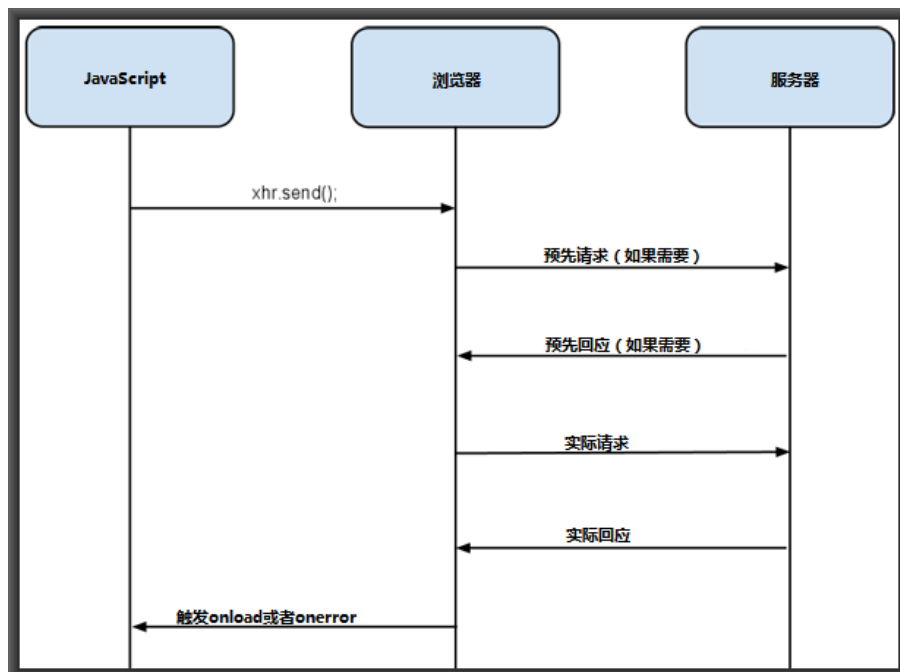 JavaScript
浏览器
服务器
xhr.send();
预先请求（如果需要）
预先回应（如果需要）
实际请求
实际回应
触发onload或者onerror